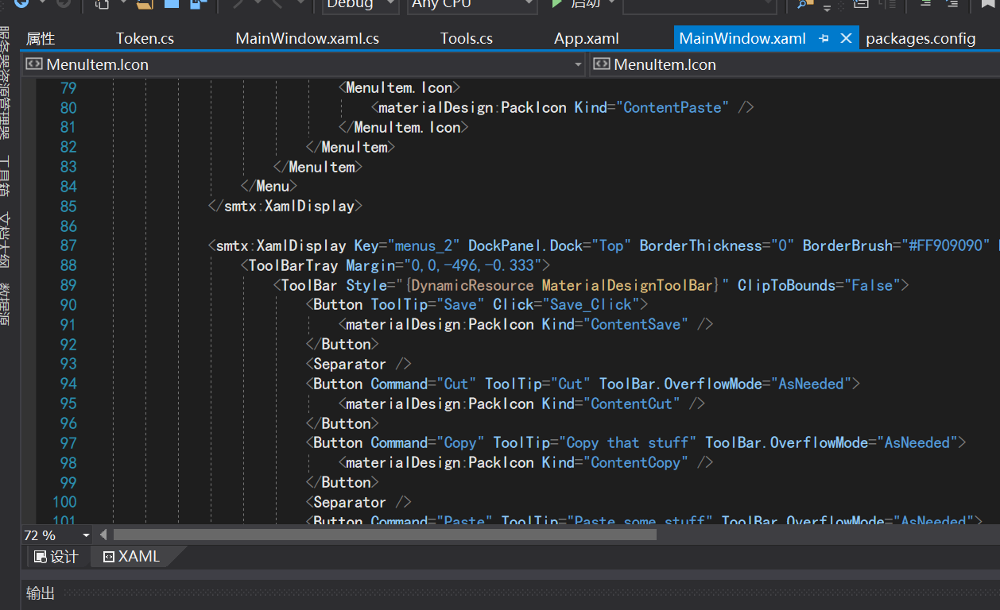 Debug
Any CPU
启动
服务器资源管理器
工具箱
文档大纲
数据源
属性
Token.cs
MainWindow.xaml.cs
Tools.cs
App.xaml
MainWindow.xaml
packages.config
MenuItem.Icon
MenuItem.Icon
79 <MenuItem.Icon>
80 <materialDesign:PackIcon Kind="ContentPaste" />
81 </MenuItem.Icon>
82 </MenuItem>
83 </MenuItem>
84 </Menu>
85 </smtx:XamlDisplay>
86
87 <smtx:XamlDisplay Key="menus_2" DockPanel.Dock="Top" BorderThickness="0" BorderBrush="#FF909090"
88 <ToolBarTray Margin="0,0,-496,-0.333">
89 <ToolBar Style="{DynamicResource MaterialDesignToolBar}" ClipToBounds="False">
90 <Button ToolTip="Save" Click="Save_Click">
91 <materialDesign:PackIcon Kind="ContentSave" />
92 </Button>
93 <Separator />
94 <Button Command="Cut" ToolTip="Cut" ToolBar.OverflowMode="AsNeeded">
95 <materialDesign:PackIcon Kind="ContentCut" />
96 </Button>
97 <Button Command="Copy" ToolTip="Copy that stuff" ToolBar.OverflowMode="AsNeeded">
98 <materialDesign:PackIcon Kind="ContentCopy" />
99 </Button>
100 <Separator />
101 <Button Command="Paste" ToolTip="Paste some stuff" ToolBar.OverflowMode="AsNeeded">
72 %
设计
XAML
输出